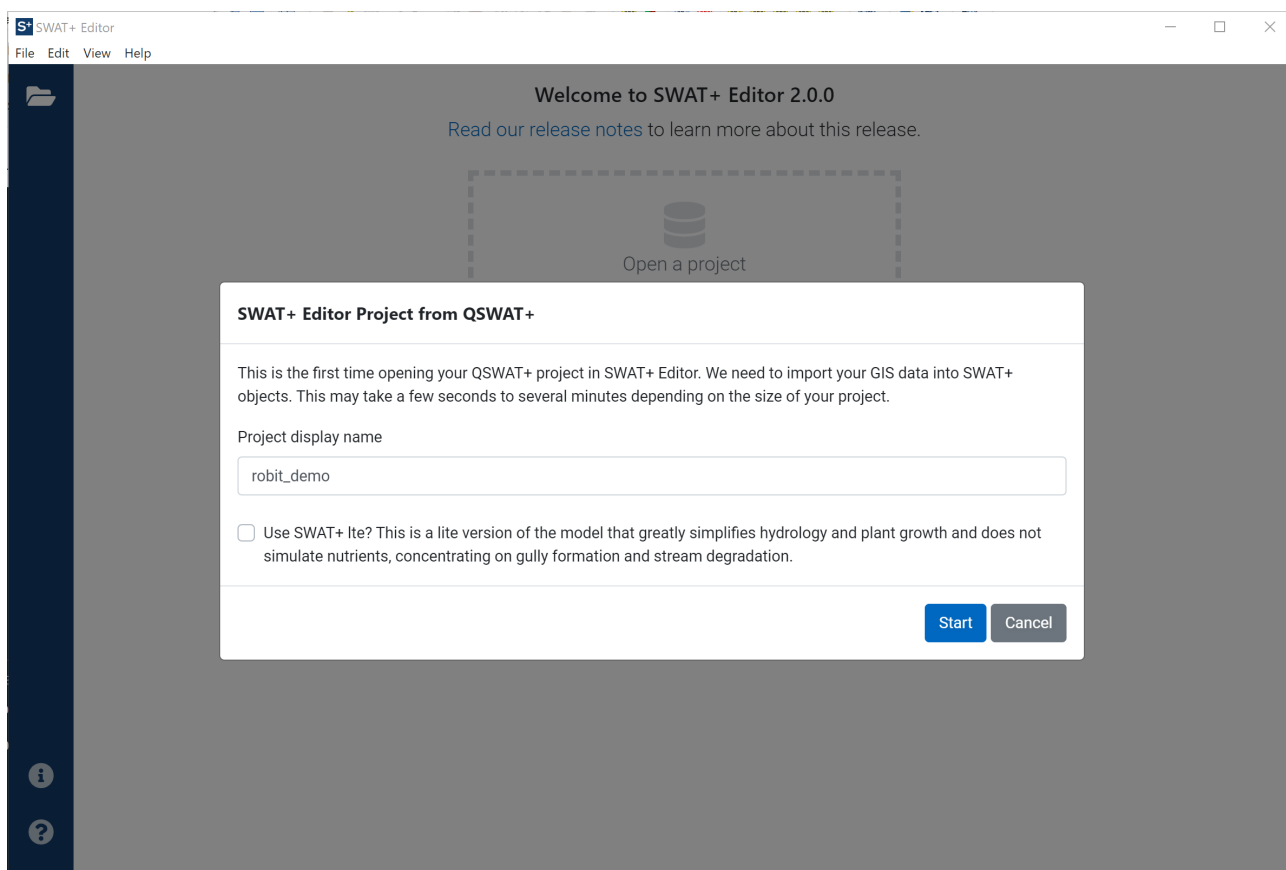 S+ SWAT+ Editor
File Edit View Help
Welcome to SWAT+ Editor 2.0.0
Read our release notes to learn more about this release.
Open a project
SWAT+ Editor Project from QSWAT+
This is the first time opening your QSWAT+ project in SWAT+ Editor. We need to import your GIS data into SWAT+
objects. This may take a few seconds to several minutes depending on the size of your project.
Project display name
robit_demo
Use SWAT+ lte? This is a lite version of the model that greatly simplifies hydrology and plant growth and does not
simulate nutrients, concentrating on gully formation and stream degradation.
Start Cancel